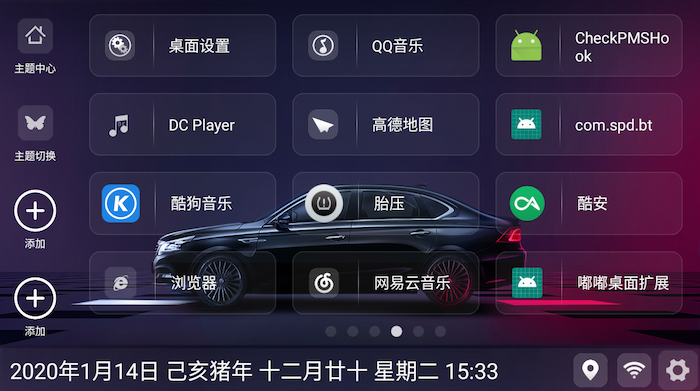 主题中心
桌面设置
QQ音乐
CheckPMSHo
ok
主题切换
DC Player
高德地图
com.spd.bt
添加
酷狗音乐
胎压
酷安
添加
浏览器
网易云音乐
嘟嘟桌面扩展
2020年1月14日 己亥猪年 十二月廿十 星期二 15:33